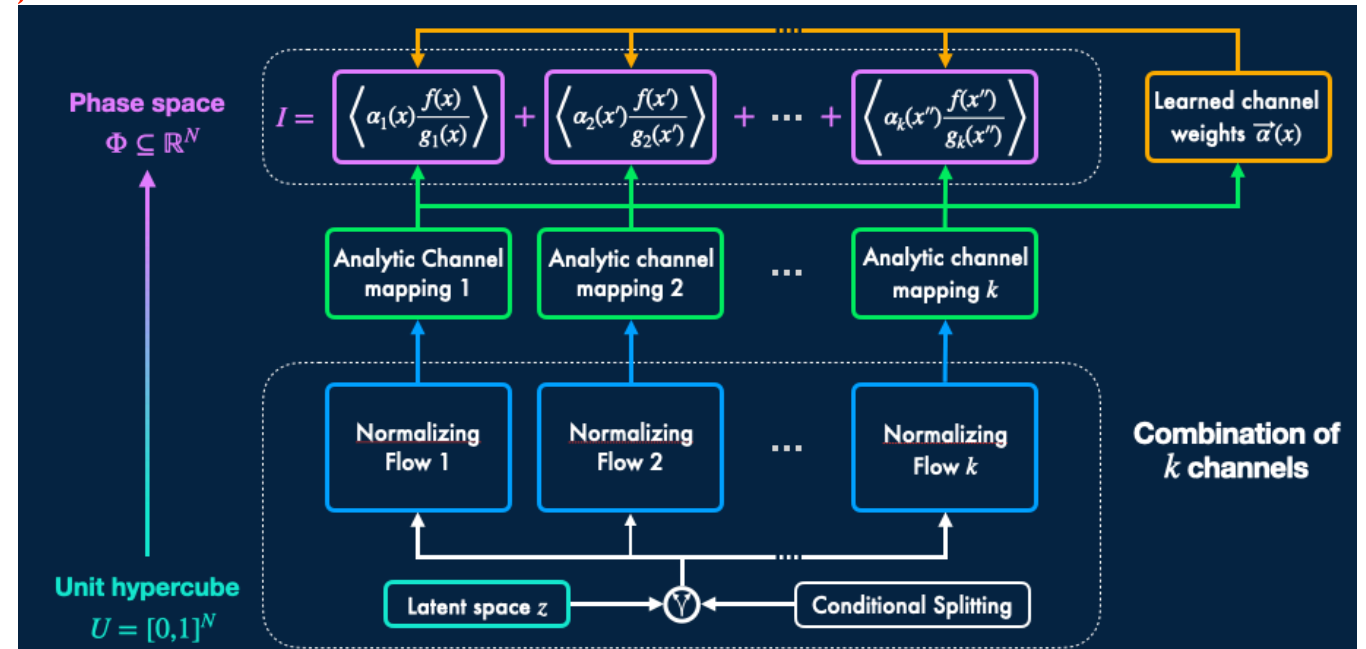 Phase space
Φ ⊆ ℝ^N
I = ⟨α₁(x) f(x)/g₁(x)⟩ + ⟨α₂(x′) f(x′)/g₂(x′)⟩ + ··· + ⟨αₖ(x″) f(x″)/gₖ(x″)⟩
Learned channel
weights α⃗(x)
Analytic Channel
mapping 1
Analytic channel
mapping 2
...
Analytic channel
mapping k
Normalizing
Flow 1
Normalizing
Flow 2
...
Normalizing
Flow k
Combination of
k channels
Unit hypercube
U = [0,1]^N
Latent space z
Conditional Splitting